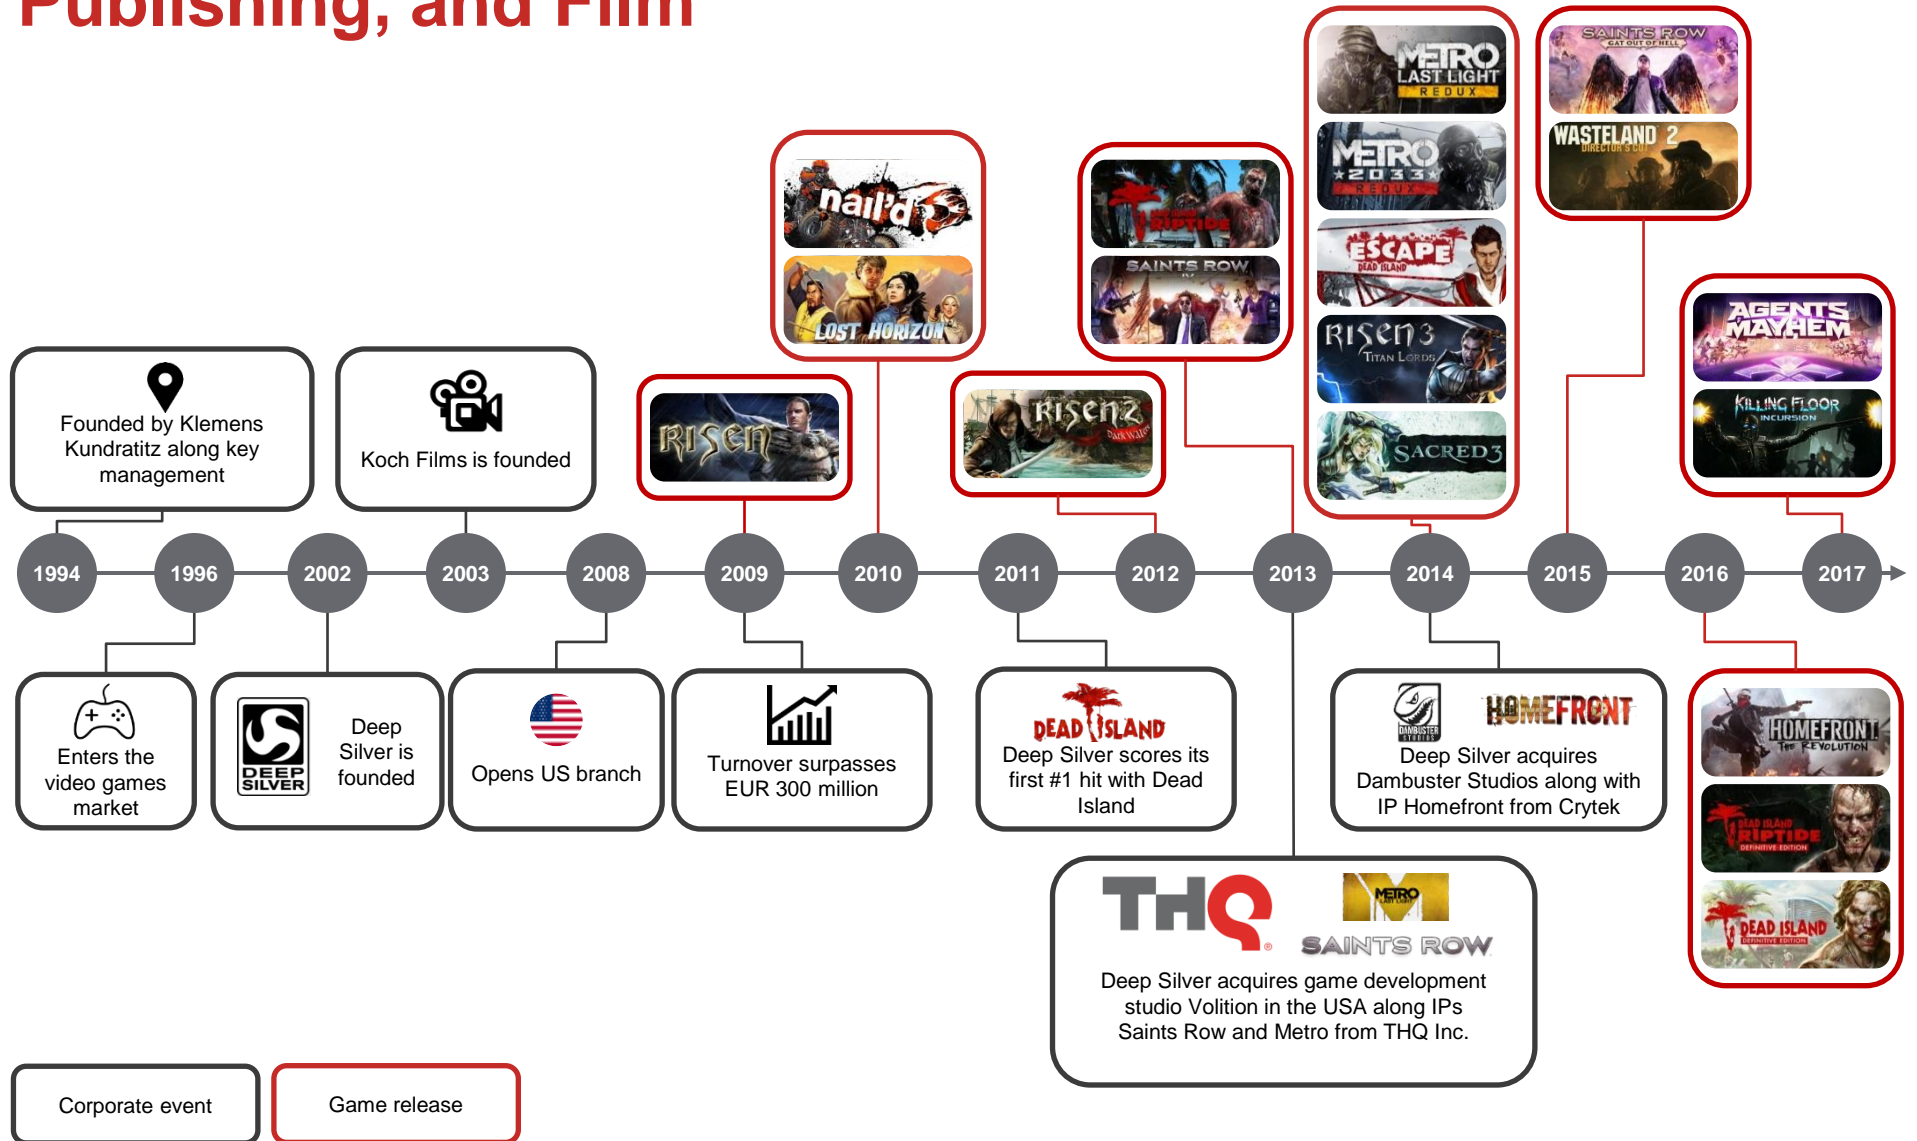 Publishing, and Film
METRO
LAST LIGHT
REDUX
METRO
2033
REDUX
ESCAPE
DEAD ISLAND
RISEN 3
TITAN LORDS
SACRED 3
SAINTS ROW
GAT OUT OF HELL
WASTELAND 2
DIRECTOR'S CUT
nail'd
LOST HORIZON
DEAD ISLAND
RIPTIDE
SAINTS ROW
IV
AGENTS
MAYHEM
KILLING FLOOR
INCURSION
Founded by Klemens
Kundratitz along key
management
Koch Films is founded
RISEN
RISEN 2
DARK WATERS
1994
1996
2002
2003
2008
2009
2010
2011
2012
2013
2014
2015
2016
2017
Enters the
video games
market
DEEP
SILVER
Deep
Silver is
founded
Opens US branch
Turnover surpasses
EUR 300 million
DEAD ISLAND
Deep Silver scores its
first #1 hit with Dead
Island
DAMBUSTER
STUDIOS
HOMEFRONT
Deep Silver acquires
Dambuster Studios along with
IP Homefront from Crytek
HOMEFRONT
THE REVOLUTION
DEAD ISLAND
RIPTIDE
DEFINITIVE EDITION
DEAD ISLAND
DEFINITIVE EDITION
THQ
®
METRO
LAST LIGHT
SAINTS ROW
Deep Silver acquires game development
studio Volition in the USA along IPs
Saints Row and Metro from THQ Inc.
Corporate event
Game release